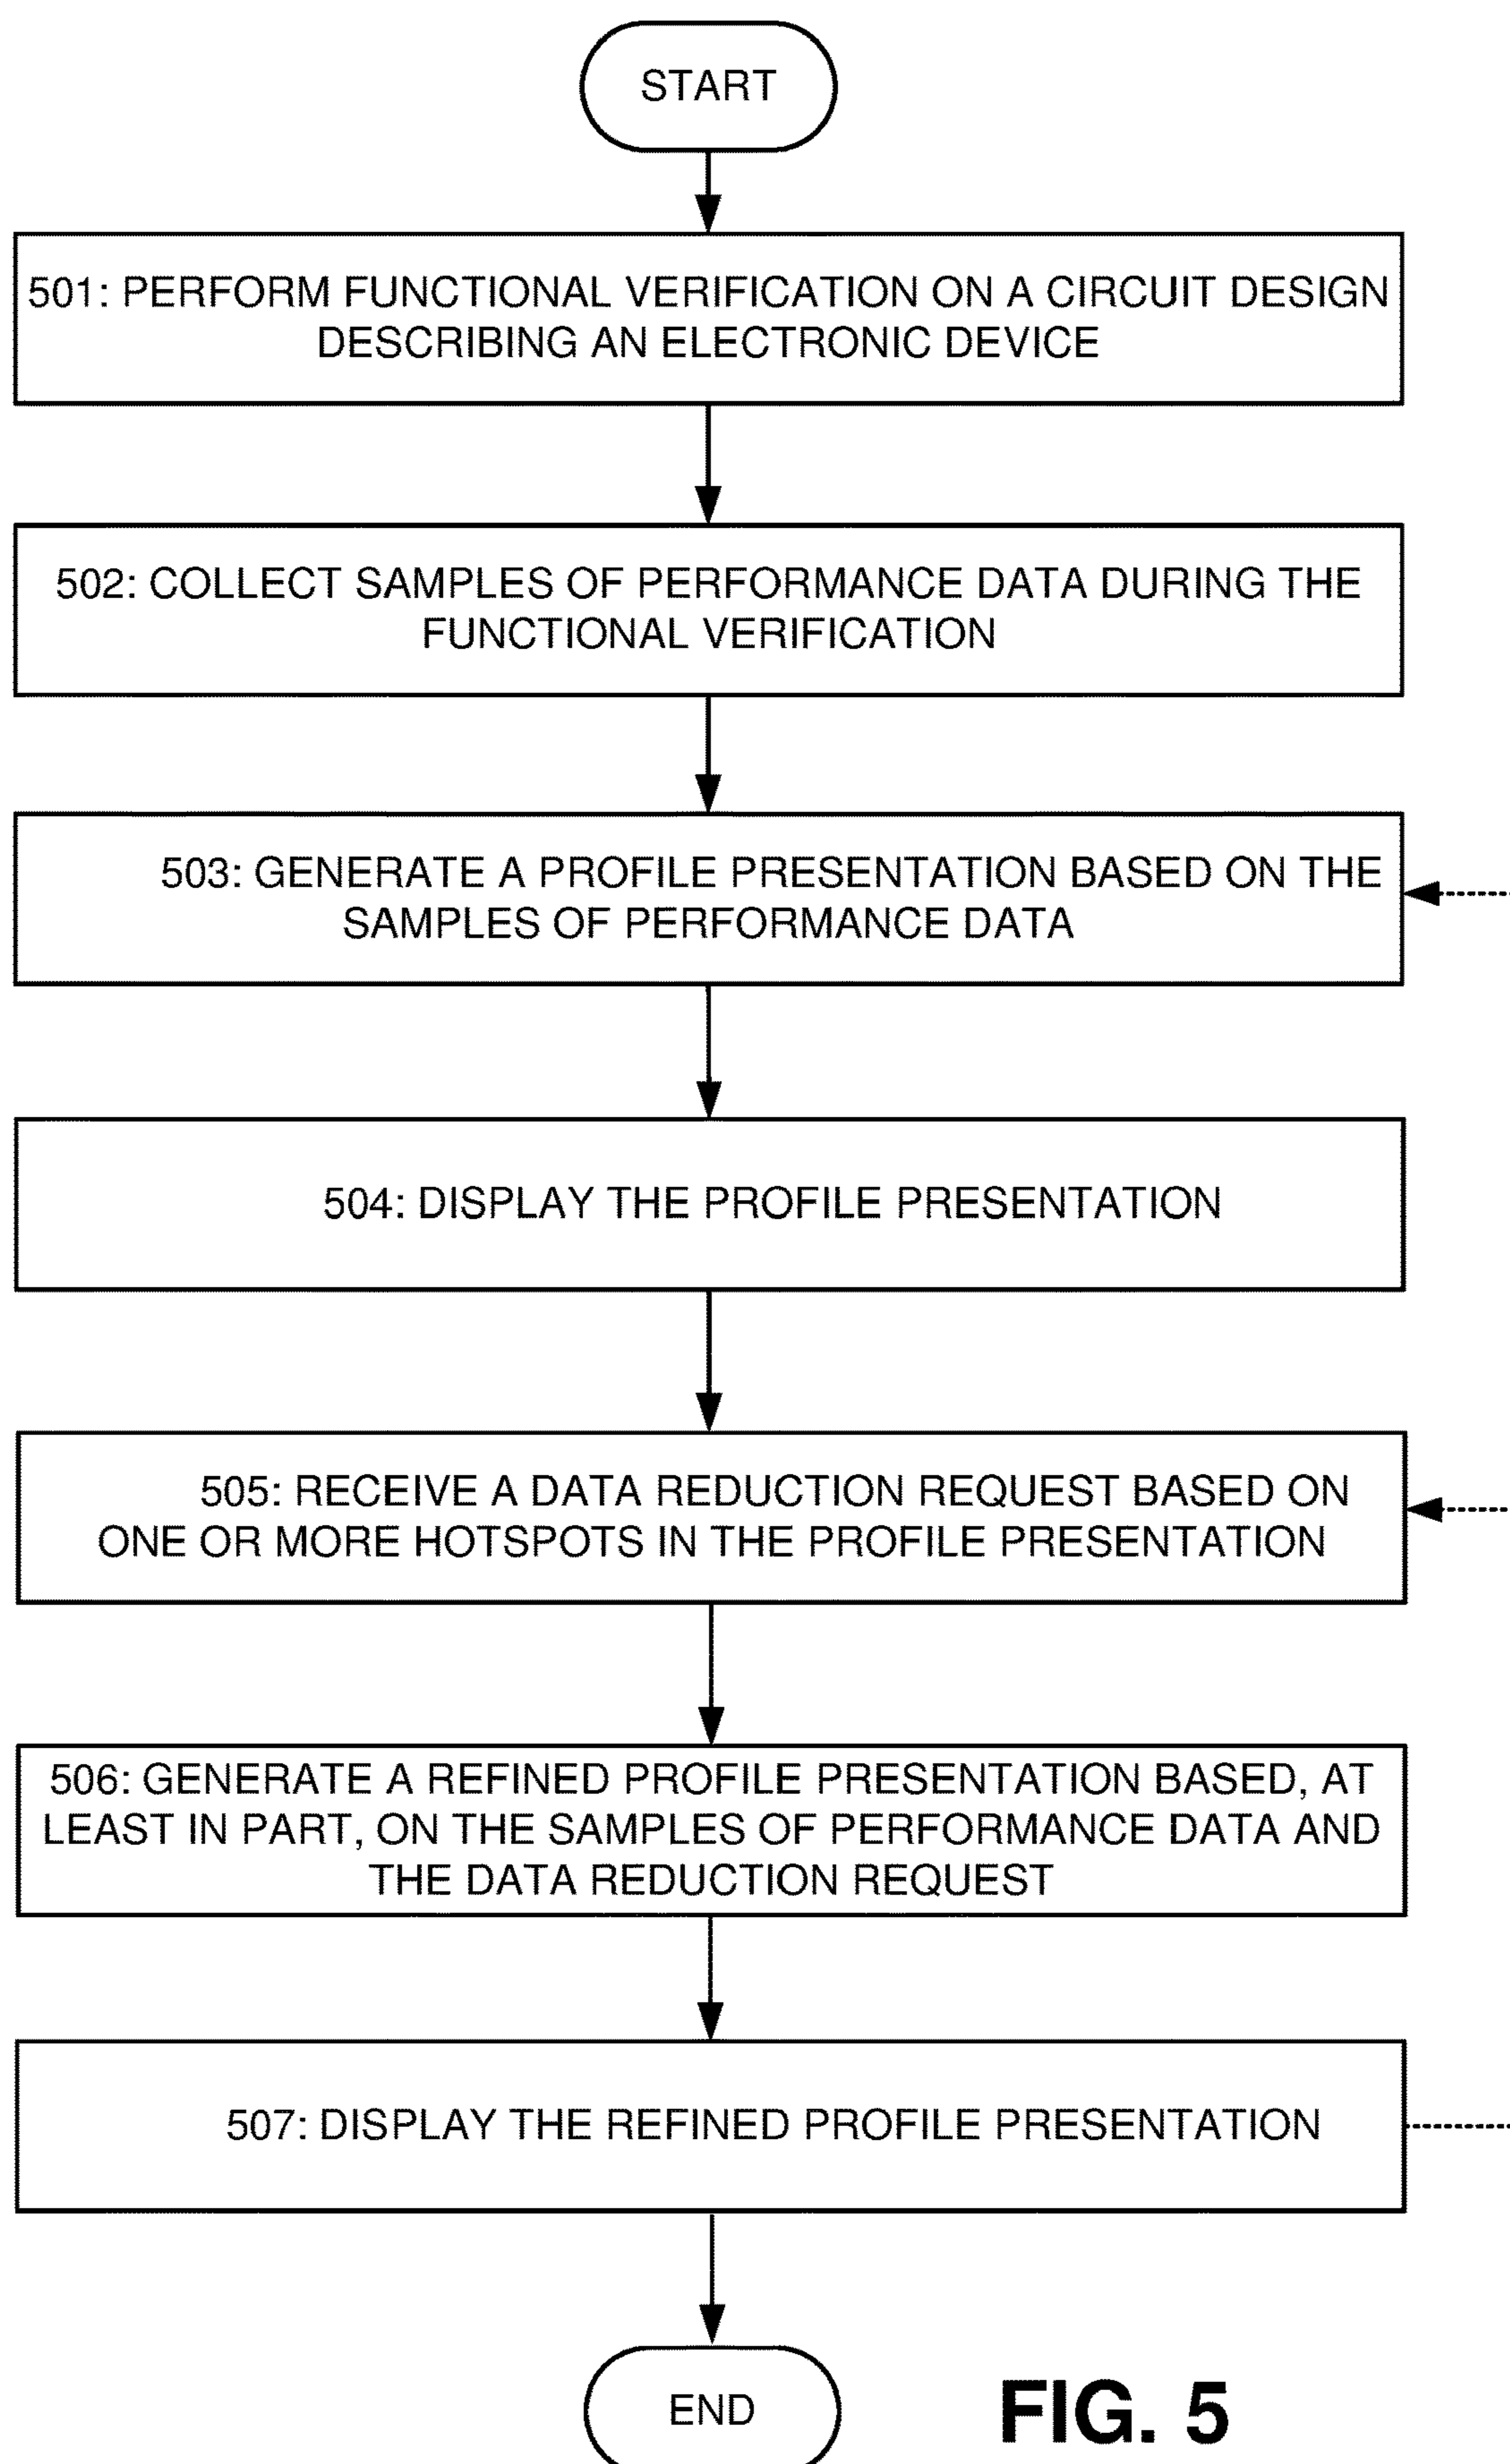 START
501: PERFORM FUNCTIONAL VERIFICATION ON A CIRCUIT DESIGN
DESCRIBING AN ELECTRONIC DEVICE
502: COLLECT SAMPLES OF PERFORMANCE DATA DURING THE
FUNCTIONAL VERIFICATION
503: GENERATE A PROFILE PRESENTATION BASED ON THE
SAMPLES OF PERFORMANCE DATA
504: DISPLAY THE PROFILE PRESENTATION
505: RECEIVE A DATA REDUCTION REQUEST BASED ON
ONE OR MORE HOTSPOTS IN THE PROFILE PRESENTATION
506: GENERATE A REFINED PROFILE PRESENTATION BASED, AT
LEAST IN PART, ON THE SAMPLES OF PERFORMANCE DATA AND
THE DATA REDUCTION REQUEST
507: DISPLAY THE REFINED PROFILE PRESENTATION
END
FIG. 5